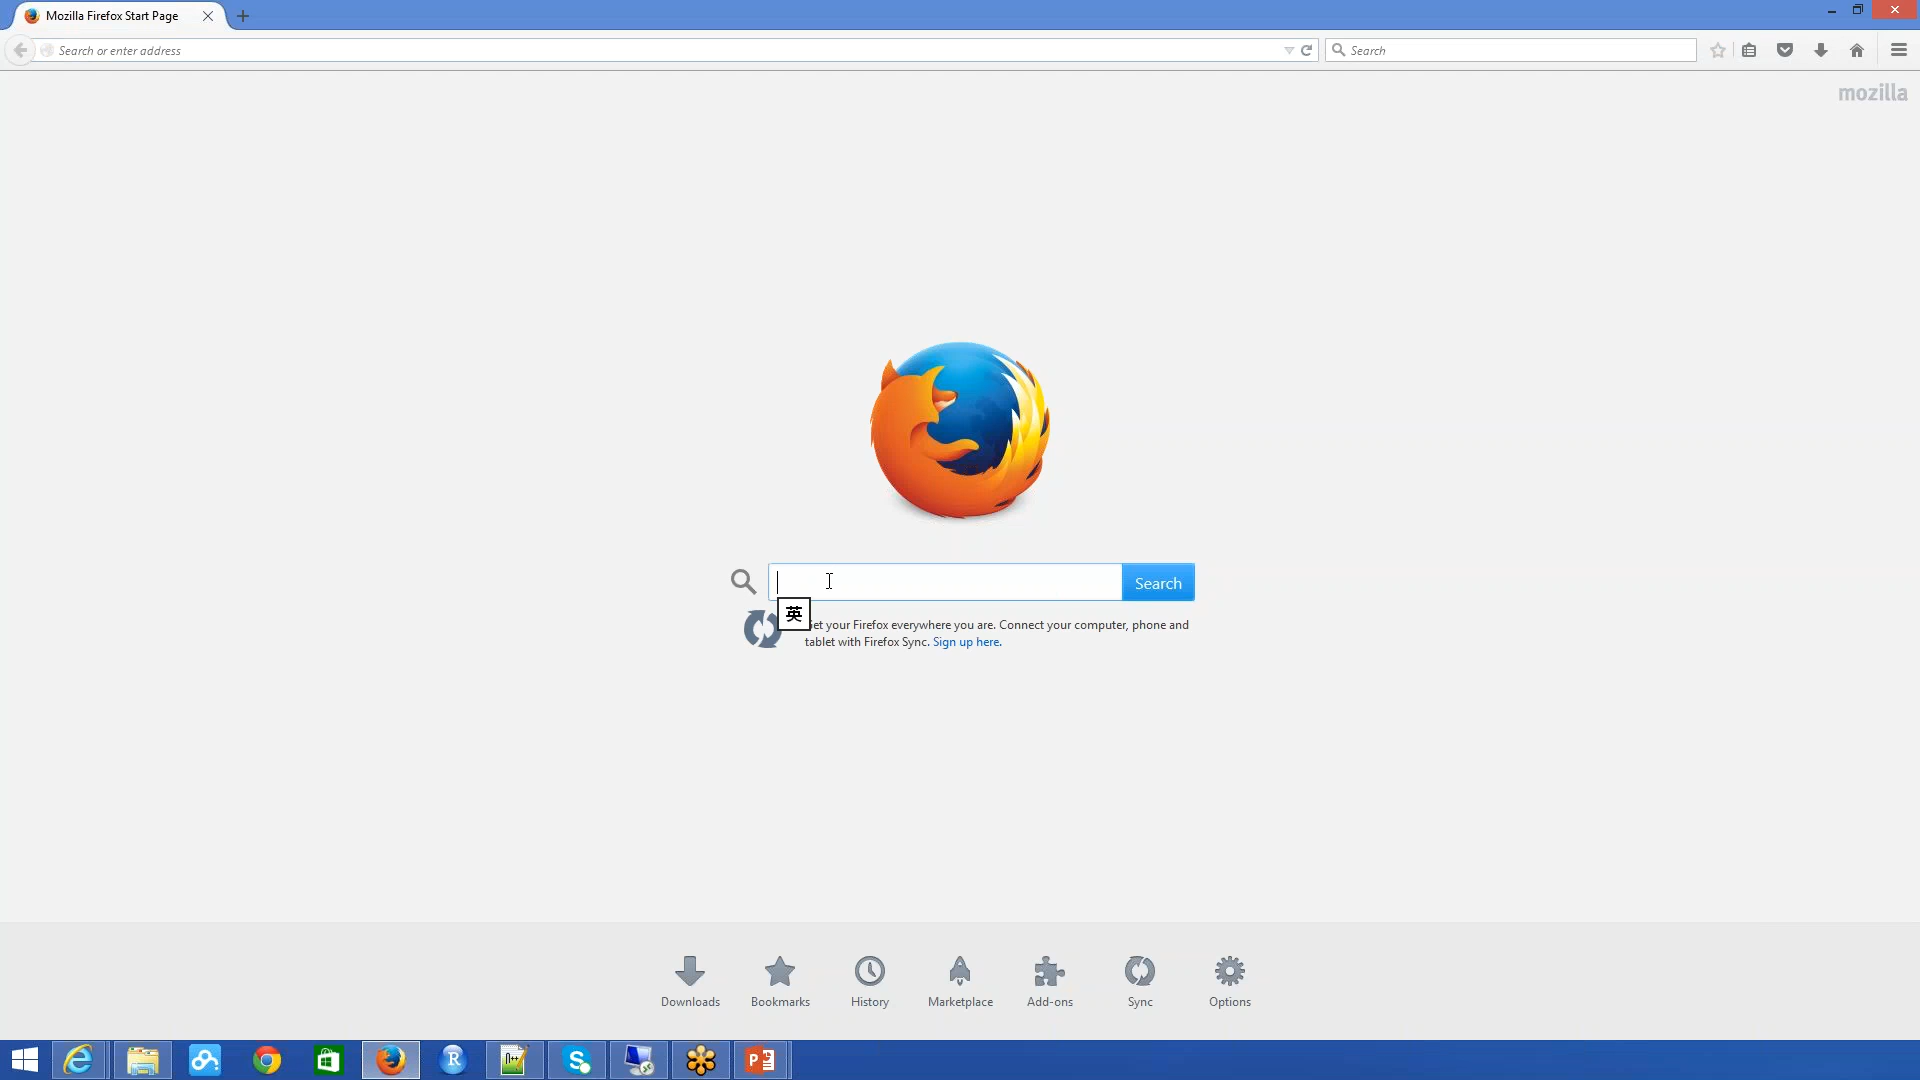 Mozilla Firefox Start Page
Search or enter address
Search
mozilla
Search
英
et your Firefox everywhere you are. Connect your computer, phone and
tablet with Firefox Sync. Sign up here.
Downloads
Bookmarks
History
Marketplace
Add-ons
Sync
Options